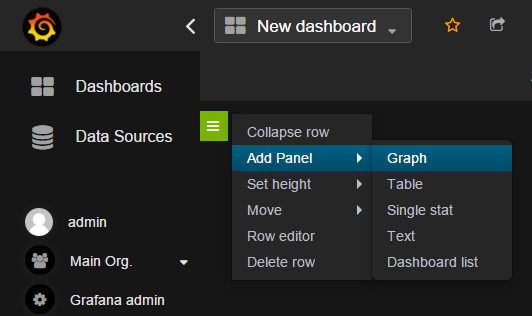 New dashboard
Dashboards
Data Sources
admin
Main Org.
Grafana admin
Collapse row
Add Panel
Set height
Move
Row editor
Delete row
Graph
Table
Single stat
Text
Dashboard list